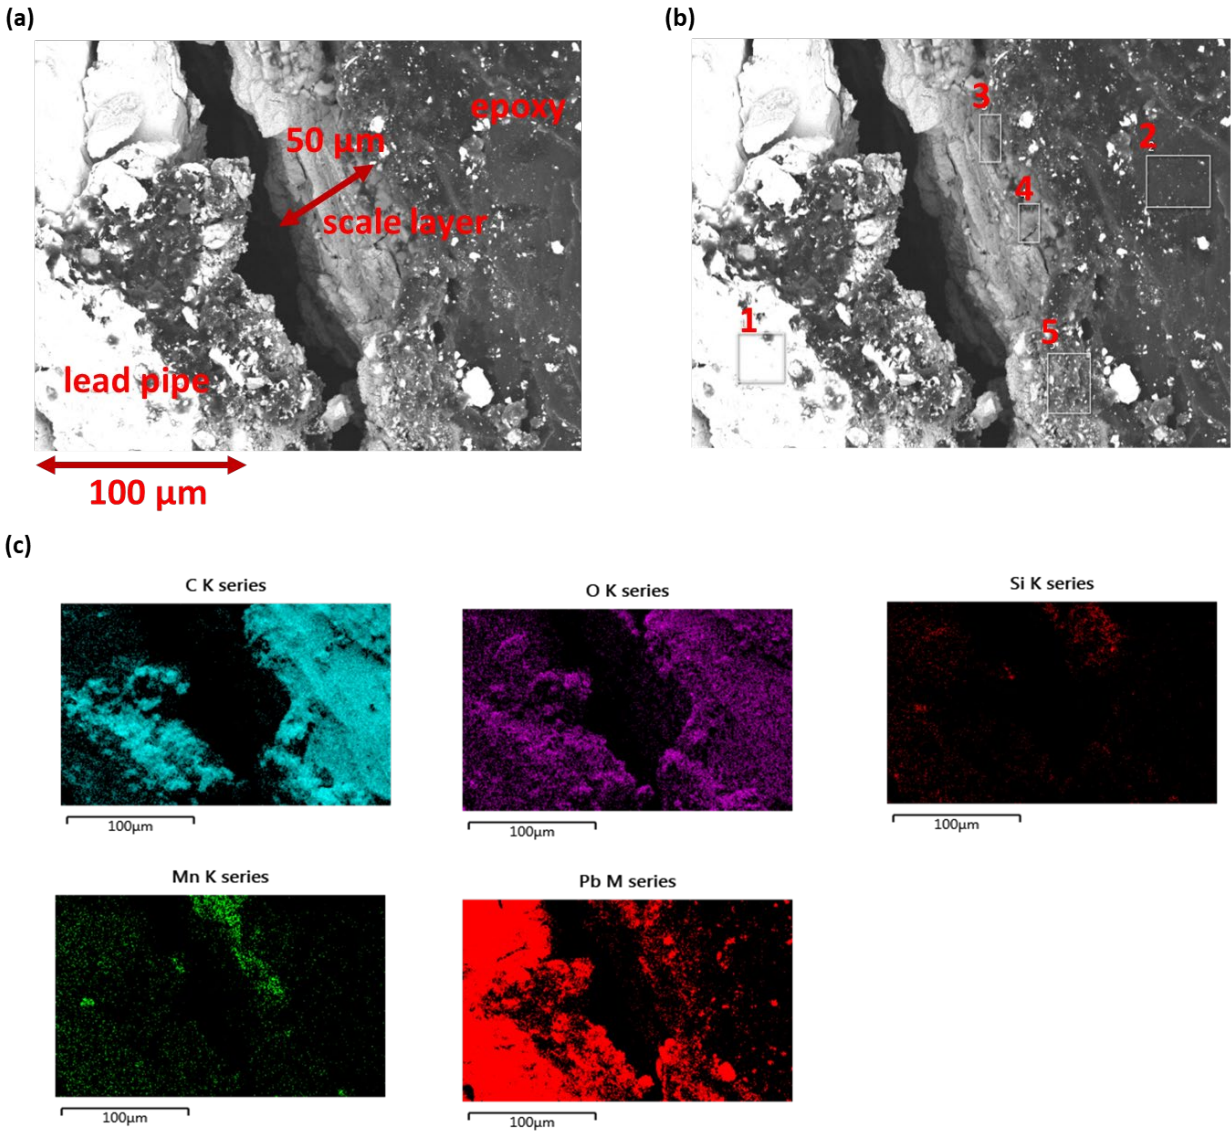 (a)
(b)
epoxy
50 µm
scale layer
lead pipe
100 µm
3
2
4
1
5
(c)
C K series
O K series
Si K series
100µm
100µm
100µm
Mn K series
Pb M series
100µm
100µm